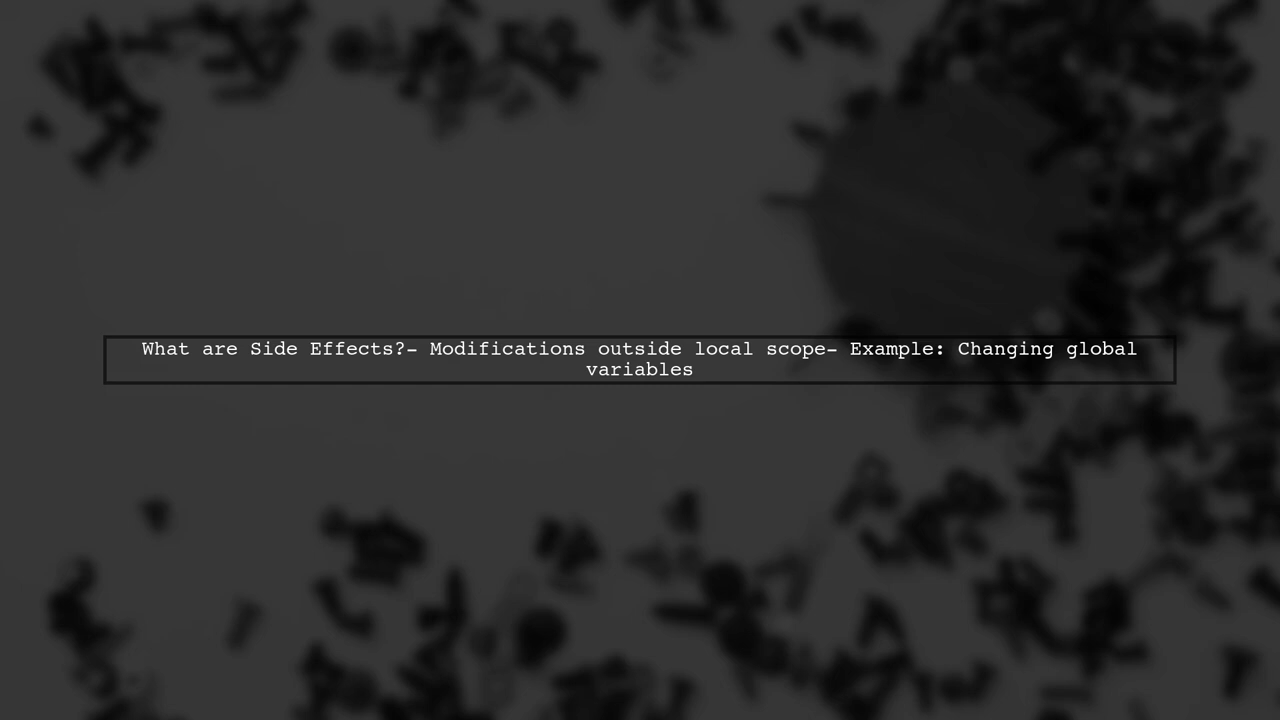 What are Side Effects?– Modifications outside local scope– Example: Changing global
variables